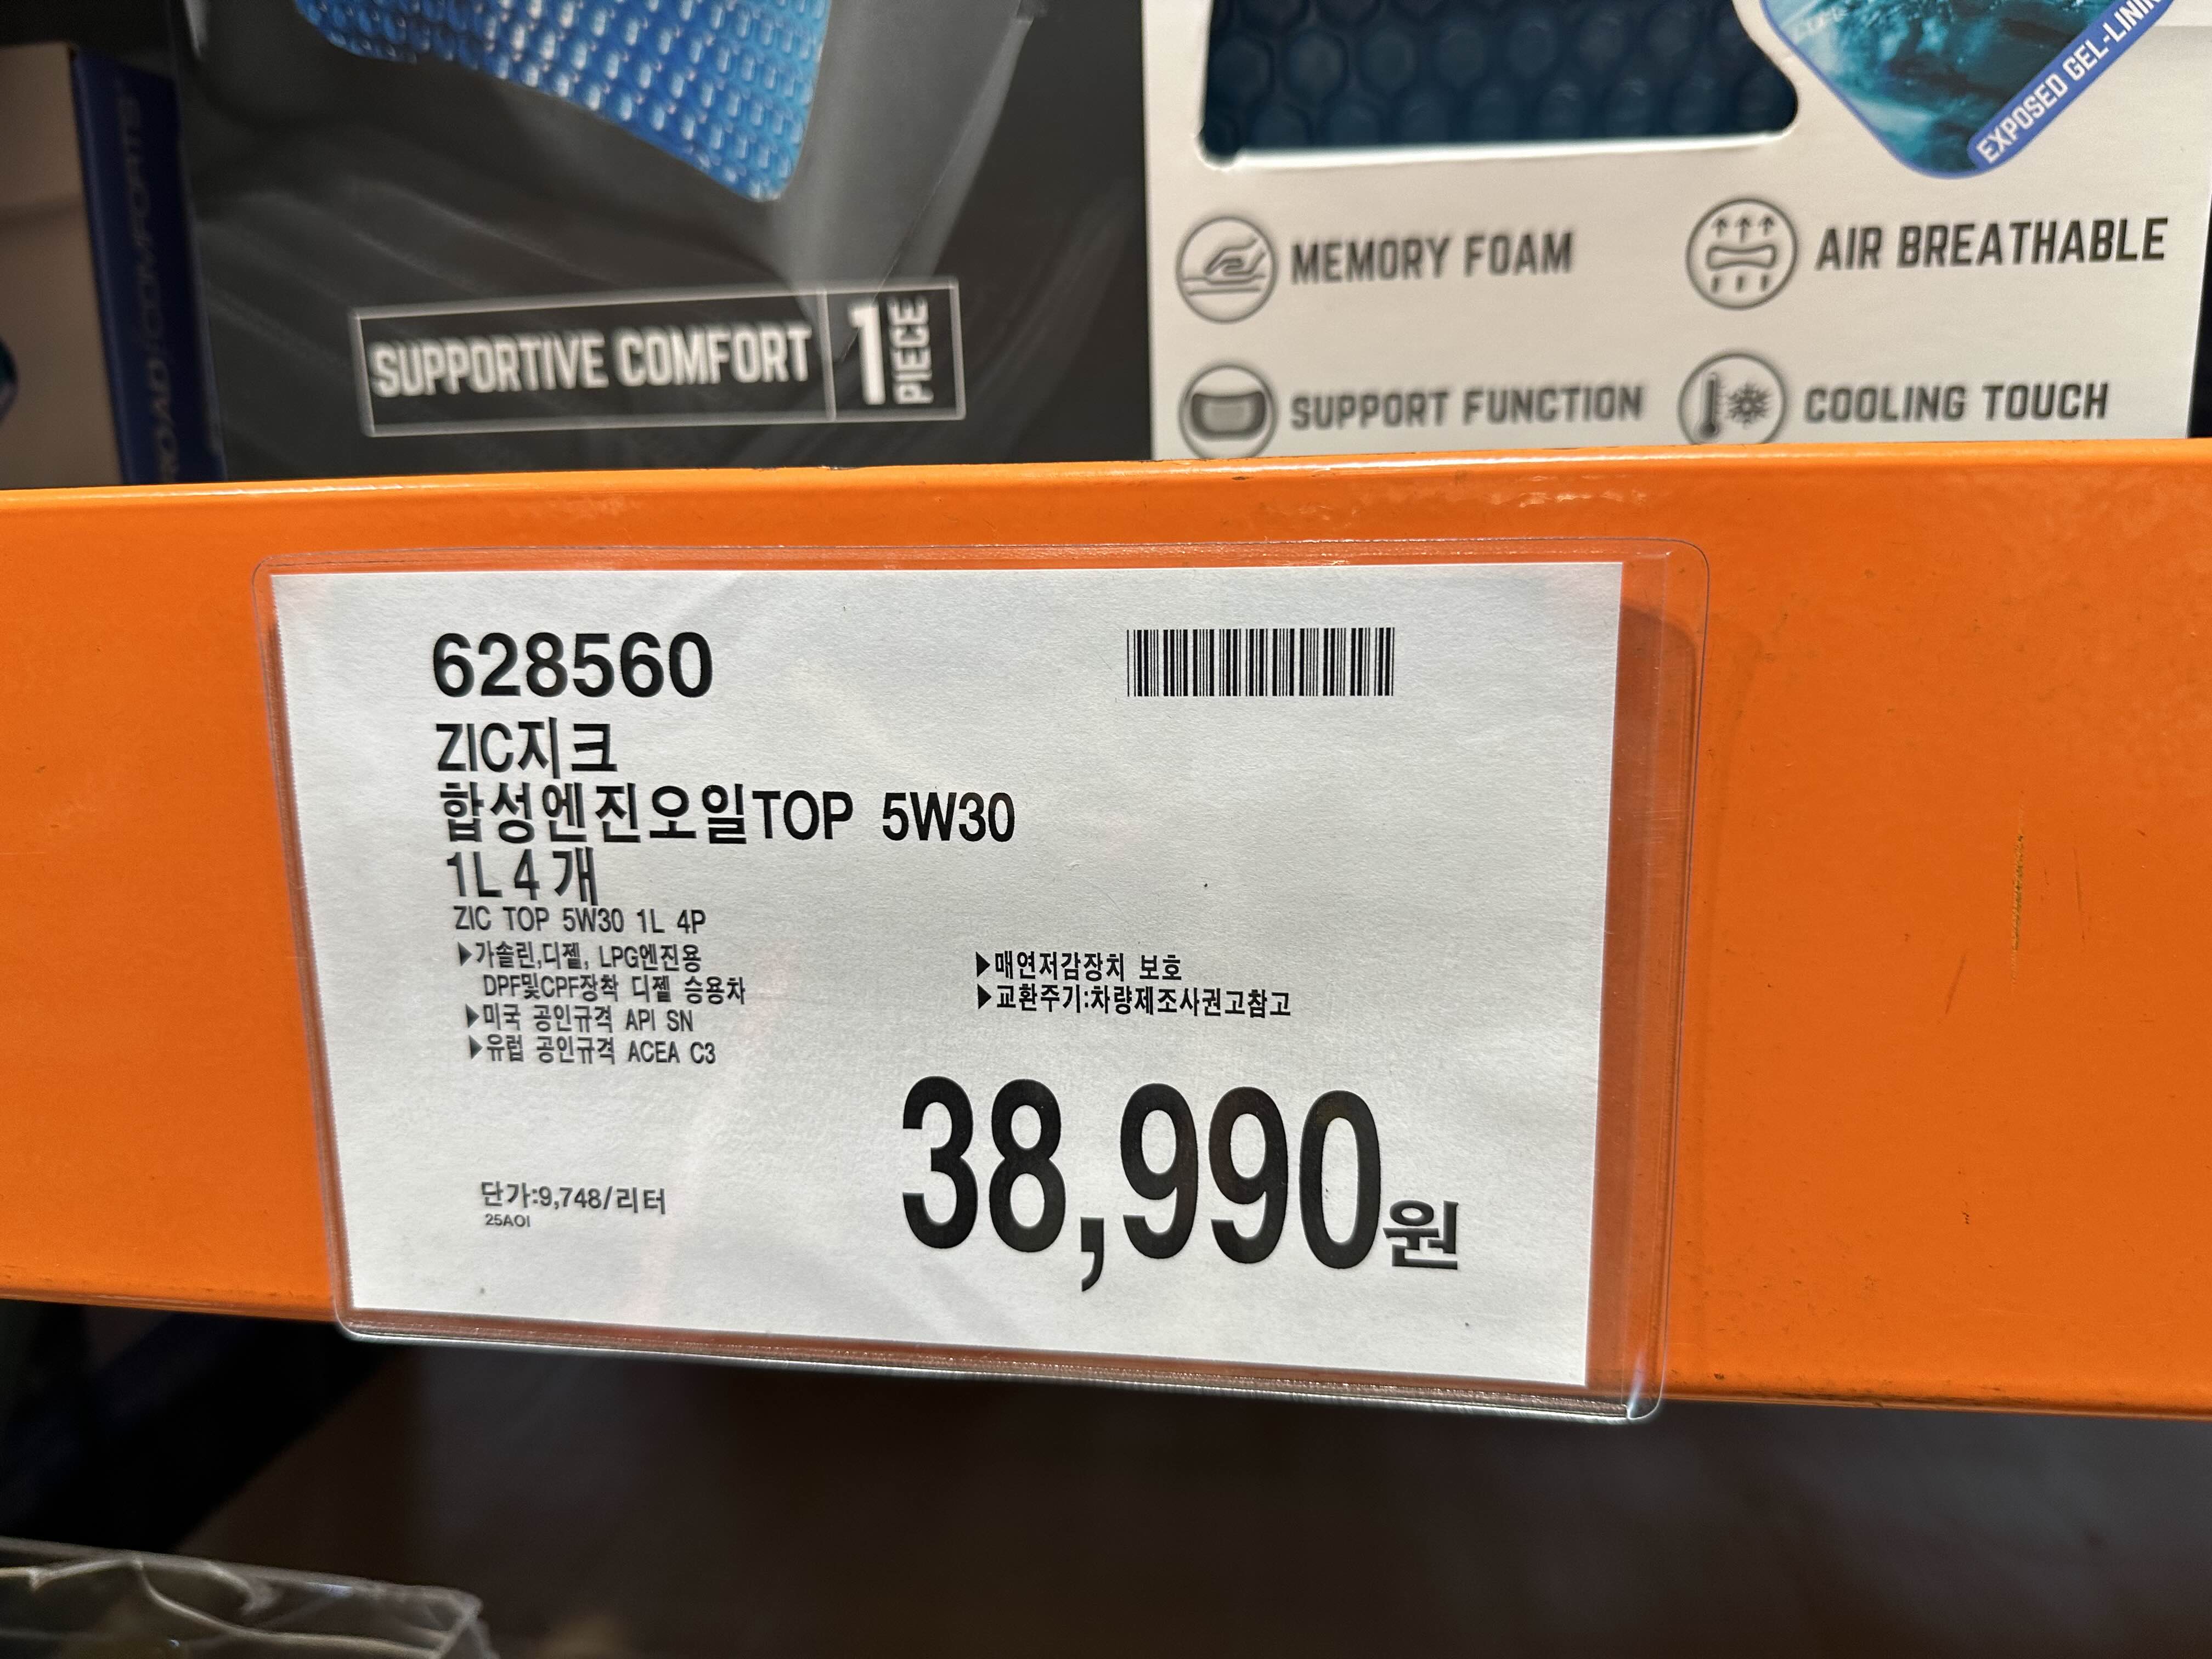 ROAD COMFORTS
SUPPORTIVE COMFORT
1 PIECE
EXPOSED GEL-LININ
MEMORY FOAM
AIR BREATHABLE
SUPPORT FUNCTION
COOLING TOUCH
628560
ZIC지크
합성엔진오일TOP 5W30
1L 4개
ZIC TOP 5W30 1L 4P
▶가솔린,디젤, LPG엔진용
DPF및CPF장착 디젤 승용차
▶미국 공인규격 API SN
▶유럽 공인규격 ACEA C3
▶매연저감장치 보호
▶교환주기:차량제조사권고참고
38,990원
단가:9,748/리터
25AOI